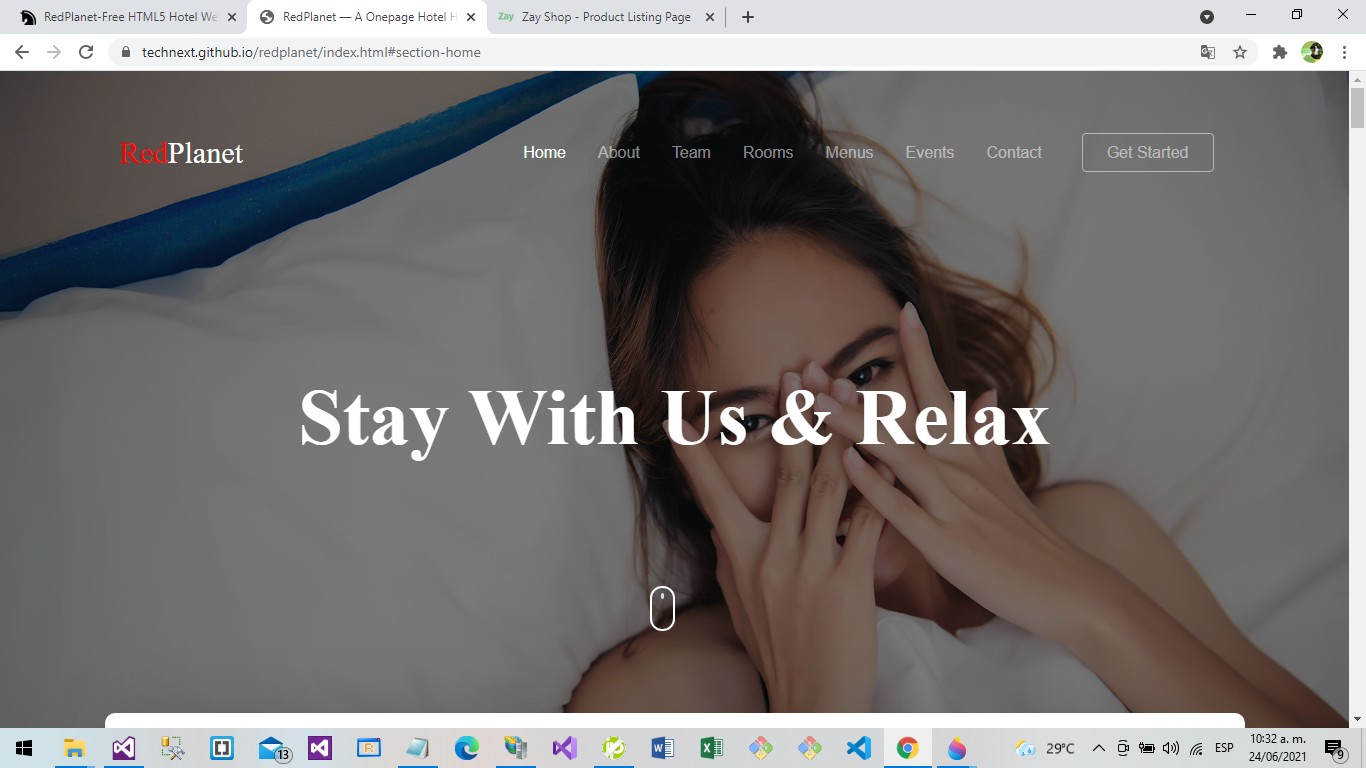 RedPlanet-Free HTML5 Hotel We
RedPlanet — A Onepage Hotel H
Zay
Zay Shop - Product Listing Page
technext.github.io/redplanet/index.html#section-home
RedPlanet
Home
About
Team
Rooms
Menus
Events
Contact
Get Started
Stay With Us & Relax
13
29°C
ESP
10:32 a. m.
24/06/2021
9